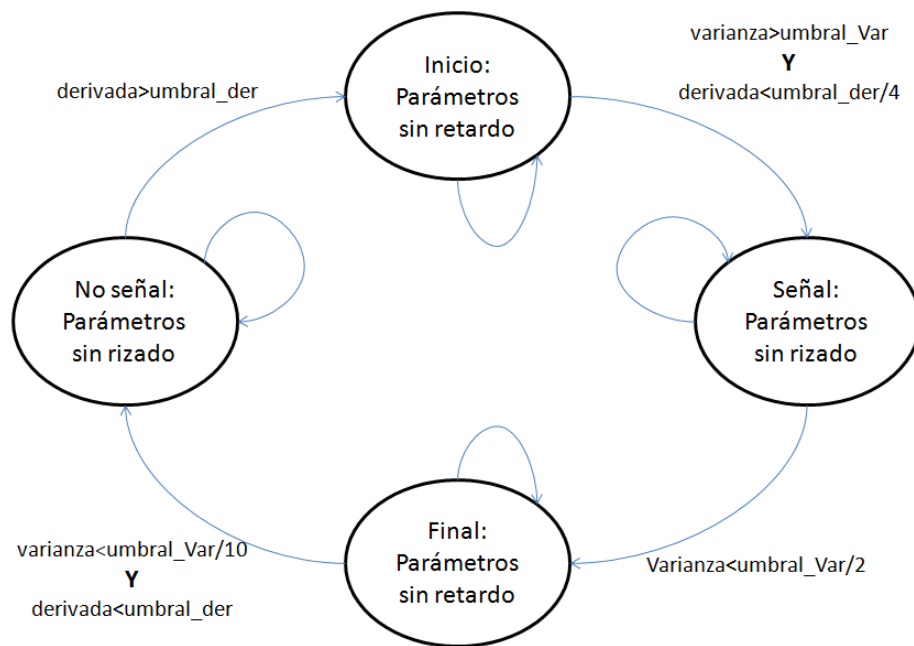 varianza>umbral_Var
Y
derivada<umbral_der/4
derivada>umbral_der
Inicio:
Parámetros
sin retardo
No señal:
Parámetros
sin rizado
Señal:
Parámetros
sin rizado
Final:
Parámetros
sin retardo
varianza<umbral_Var/10
Y
derivada<umbral_der
Varianza<umbral_Var/2